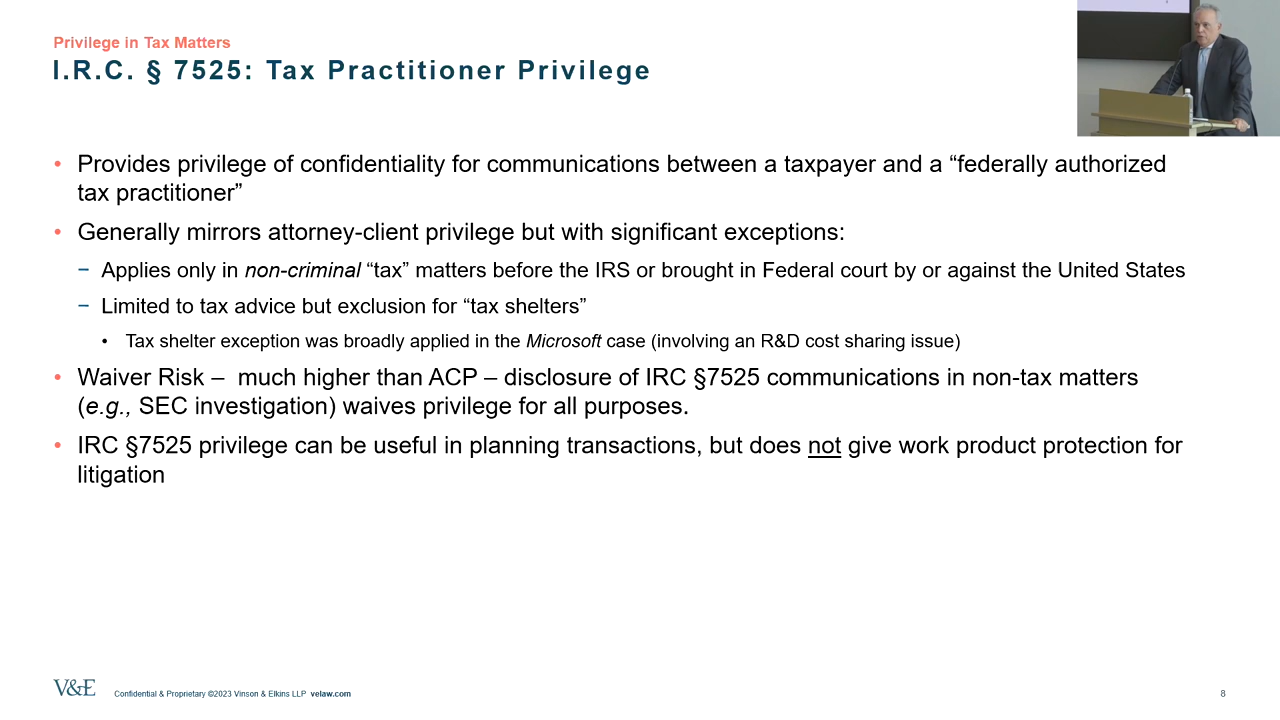 Privilege in Tax Matters
I.R.C. § 7525: Tax Practitioner Privilege
• Provides privilege of confidentiality for communications between a taxpayer and a “federally authorized
tax practitioner”
• Generally mirrors attorney-client privilege but with significant exceptions:
− Applies only in non-criminal “tax” matters before the IRS or brought in Federal court by or against the United States
− Limited to tax advice but exclusion for “tax shelters”
• Tax shelter exception was broadly applied in the Microsoft case (involving an R&D cost sharing issue)
• Waiver Risk –  much higher than ACP – disclosure of IRC §7525 communications in non-tax matters
(e.g., SEC investigation) waives privilege for all purposes.
• IRC §7525 privilege can be useful in planning transactions, but does not give work product protection for
litigation
V&E
Confidential & Proprietary ©2023 Vinson & Elkins LLP velaw.com
8